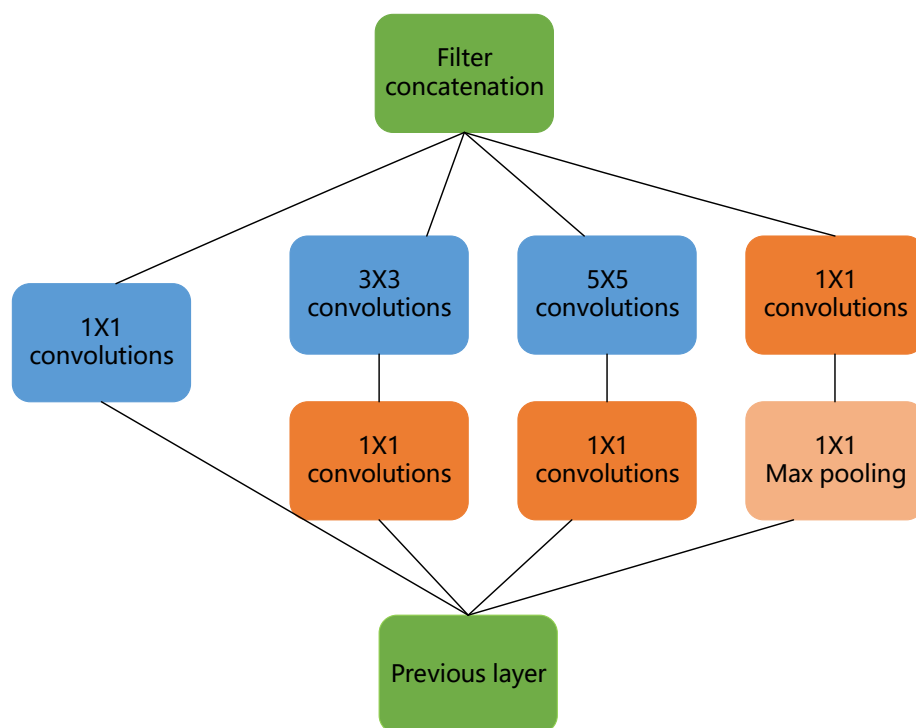 Filter
concatenation
1X1
convolutions
3X3
convolutions
5X5
convolutions
1X1
convolutions
1X1
convolutions
1X1
convolutions
1X1
Max pooling
Previous layer